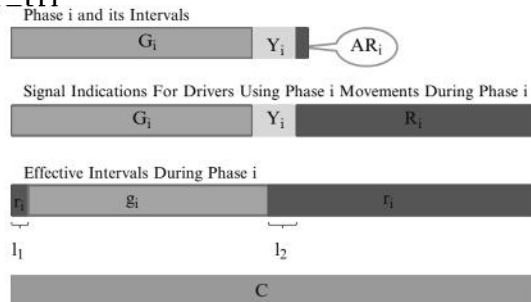 Phase i and its Intervals
Gi Yi ARi
Signal Indications For Drivers Using Phase i Movements During Phase i
Gi Yi Ri
Effective Intervals During Phase i
ri gi ri
l1 l2
C